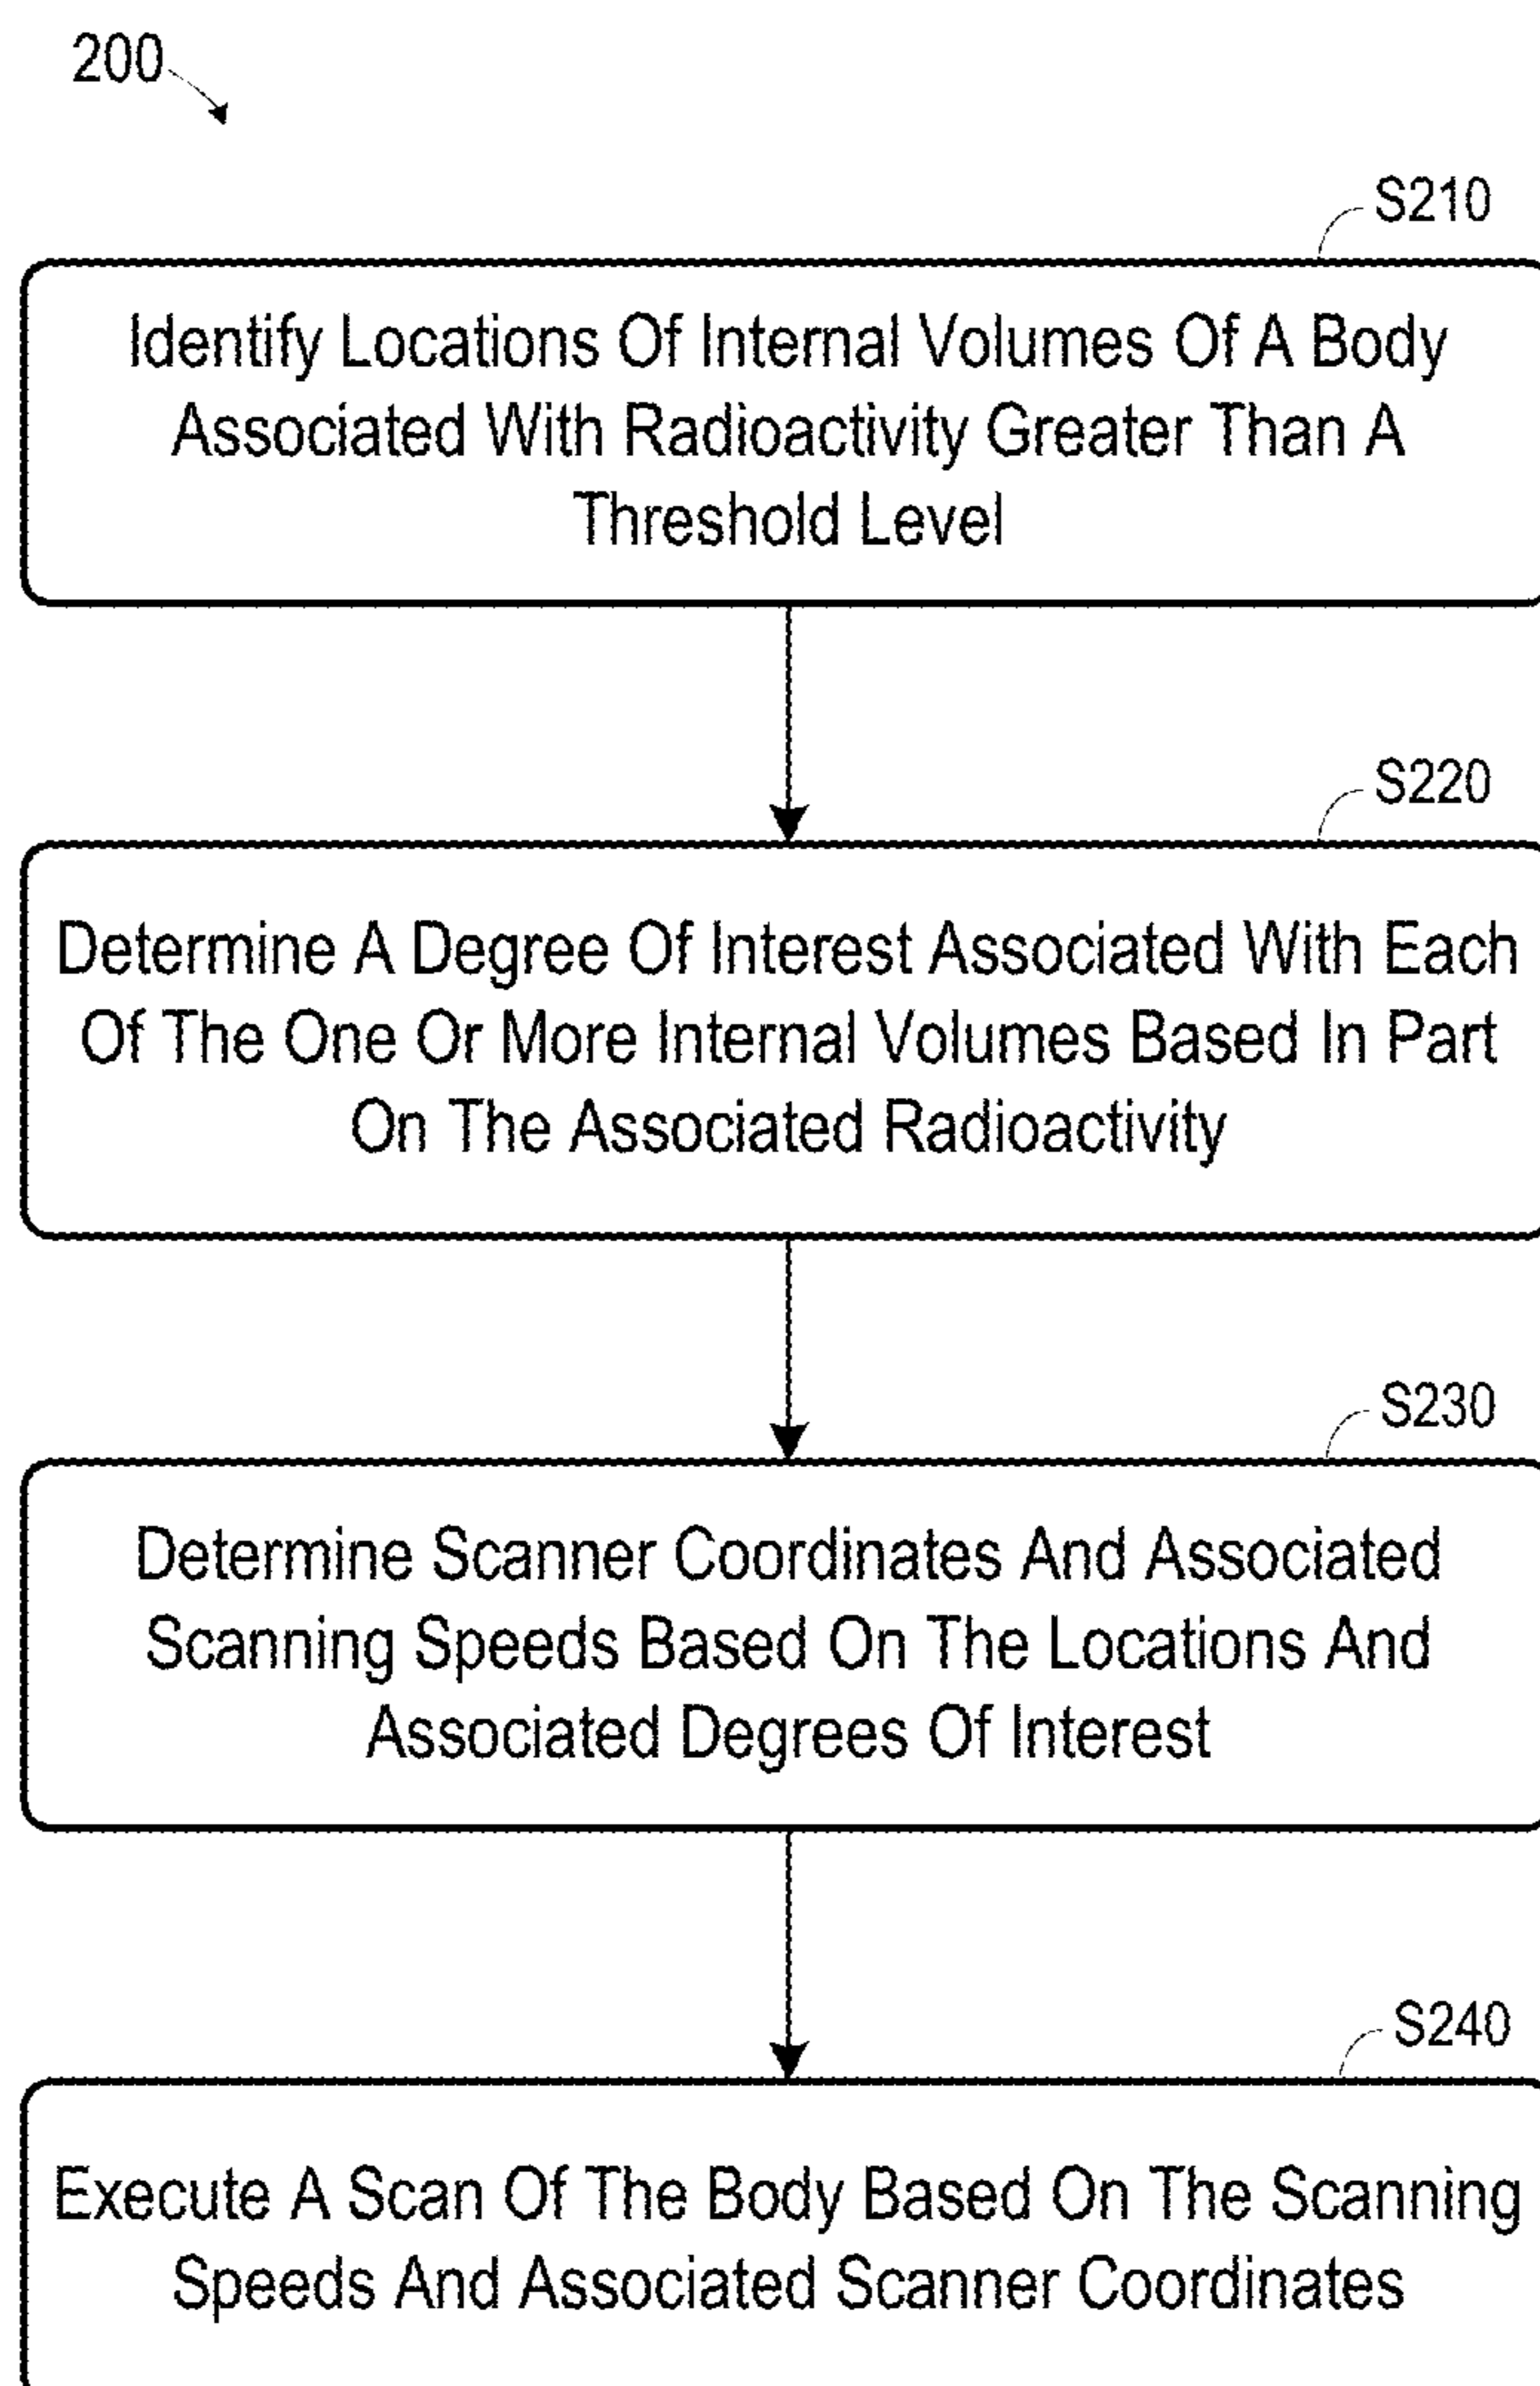 200
S210
Identify Locations Of Internal Volumes Of A Body
Associated With Radioactivity Greater Than A
Threshold Level
S220
Determine A Degree Of Interest Associated With Each
Of The One Or More Internal Volumes Based In Part
On The Associated Radioactivity
S230
Determine Scanner Coordinates And Associated
Scanning Speeds Based On The Locations And
Associated Degrees Of Interest
S240
Execute A Scan Of The Body Based On The Scanning
Speeds And Associated Scanner Coordinates